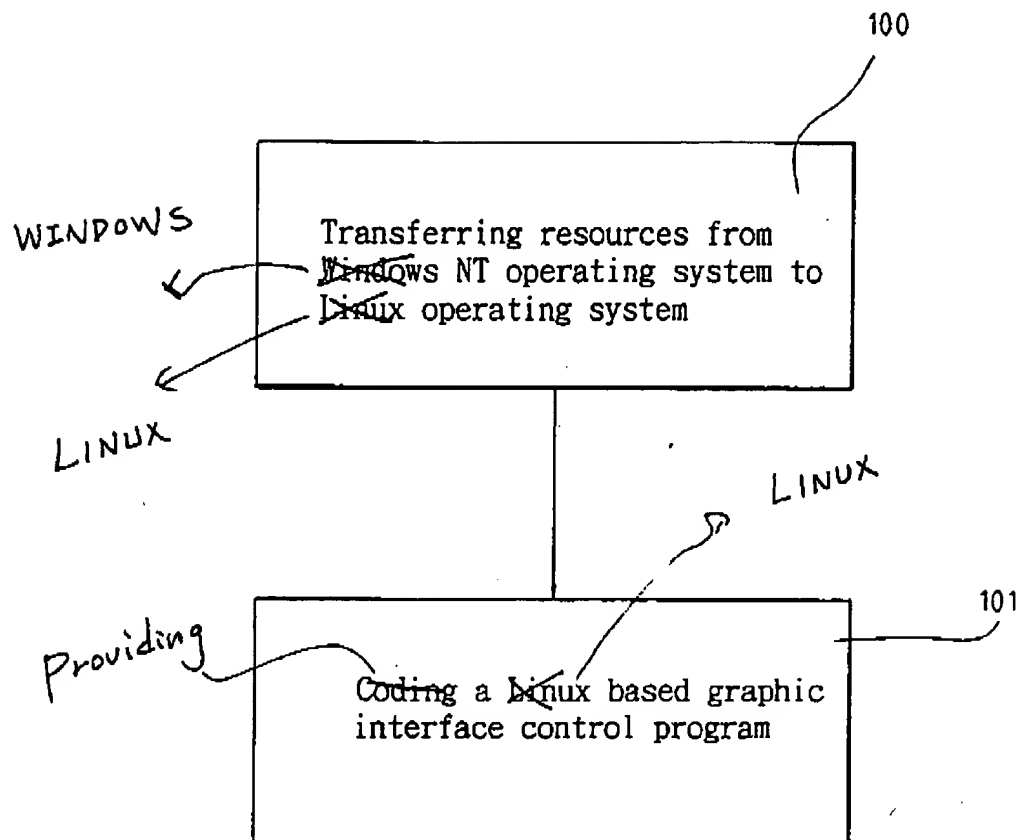 100
WINDOWS
Transferring resources from
Windows NT operating system to
Linux operating system
LINUX
LINUX
101
Providing
Coding a Linux based graphic
interface control program